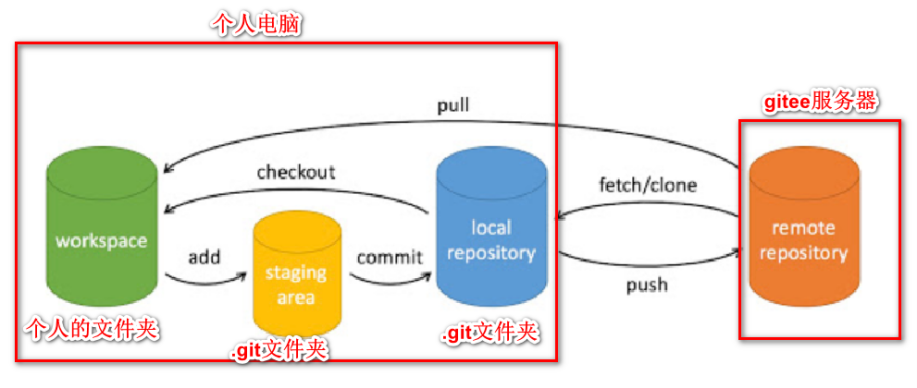 个人电脑
gitee服务器
pull
checkout
fetch/clone
workspace
add
staging
area
commit
local
repository
remote
repository
push
个人的文件夹
.git文件夹
.git文件夹